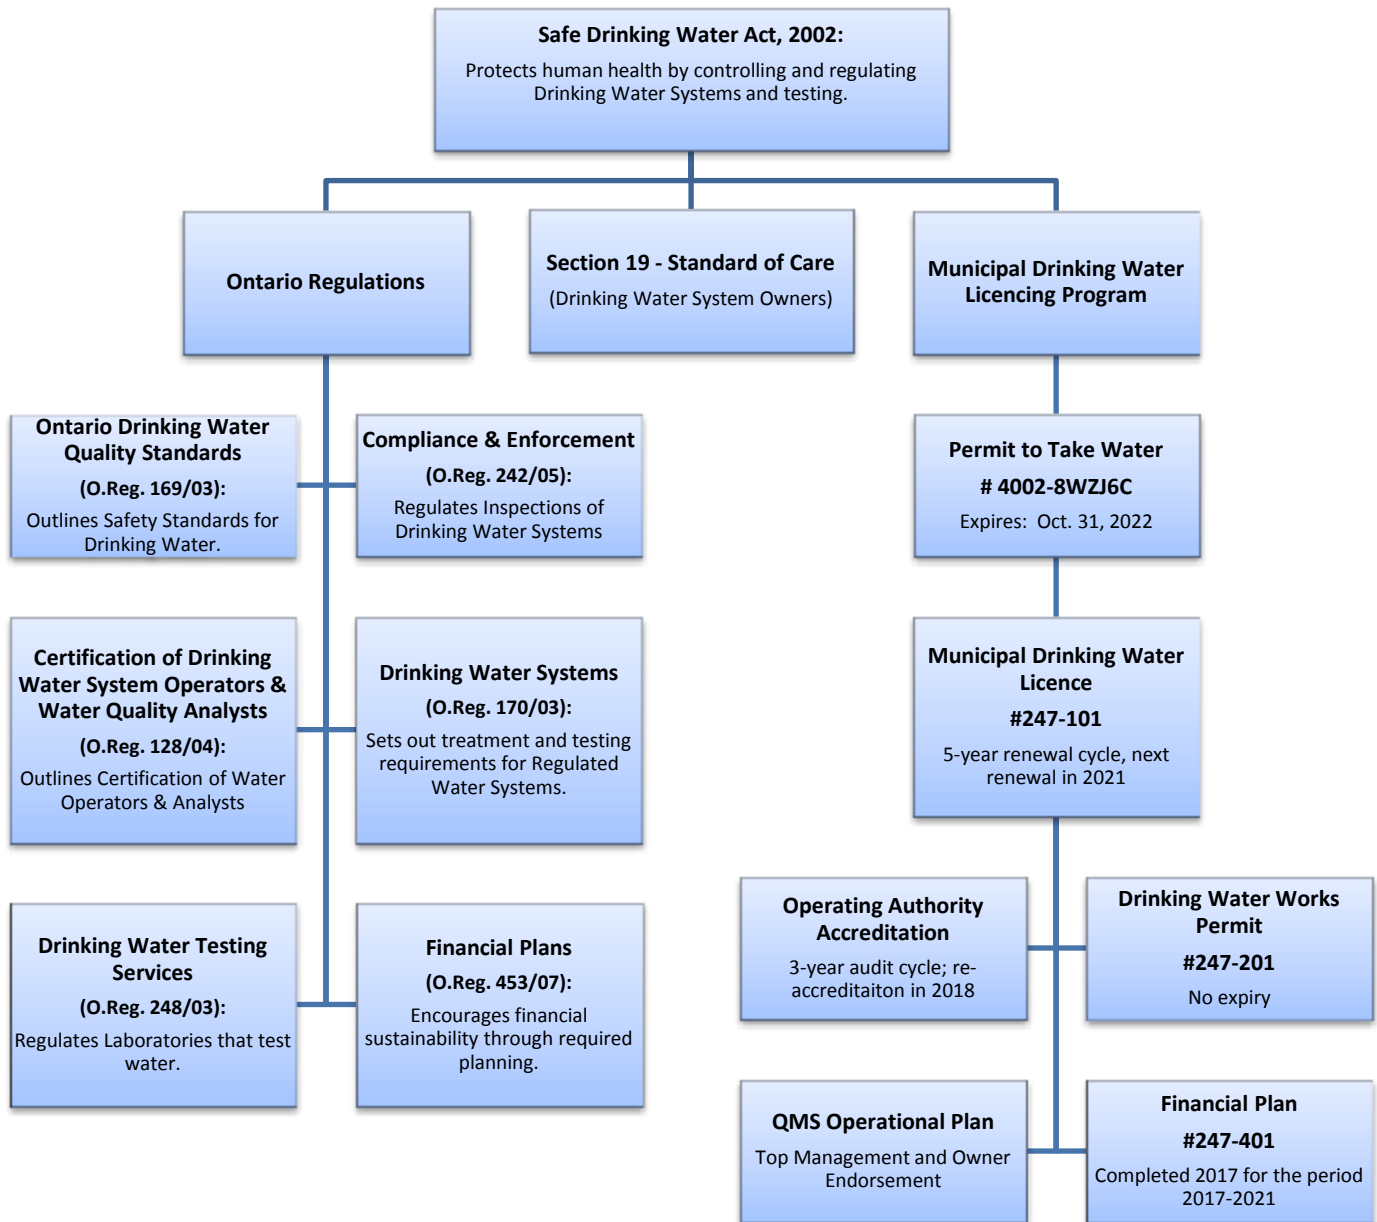 Safe Drinking Water Act, 2002:
Protects human health by controlling and regulating
Drinking Water Systems and testing.
Ontario Regulations
Section 19 - Standard of Care
(Drinking Water System Owners)
Municipal Drinking Water
Licencing Program
Ontario Drinking Water
Quality Standards
(O.Reg. 169/03):
Outlines Safety Standards for
Drinking Water.
Compliance & Enforcement
(O.Reg. 242/05):
Regulates Inspections of
Drinking Water Systems
Permit to Take Water
# 4002-8WZJ6C
Expires: Oct. 31, 2022
Certification of Drinking
Water System Operators &
Water Quality Analysts
(O.Reg. 128/04):
Outlines Certification of Water
Operators & Analysts
Drinking Water Systems
(O.Reg. 170/03):
Sets out treatment and testing
requirements for Regulated
Water Systems.
Municipal Drinking Water
Licence
#247-101
5-year renewal cycle, next
renewal in 2021
Drinking Water Testing
Services
(O.Reg. 248/03):
Regulates Laboratories that test
water.
Financial Plans
(O.Reg. 453/07):
Encourages financial
sustainability through required
planning.
Operating Authority
Accreditation
3-year audit cycle; re-
accreditaiton in 2018
Drinking Water Works
Permit
#247-201
No expiry
QMS Operational Plan
Top Management and Owner
Endorsement
Financial Plan
#247-401
Completed 2017 for the period
2017-2021